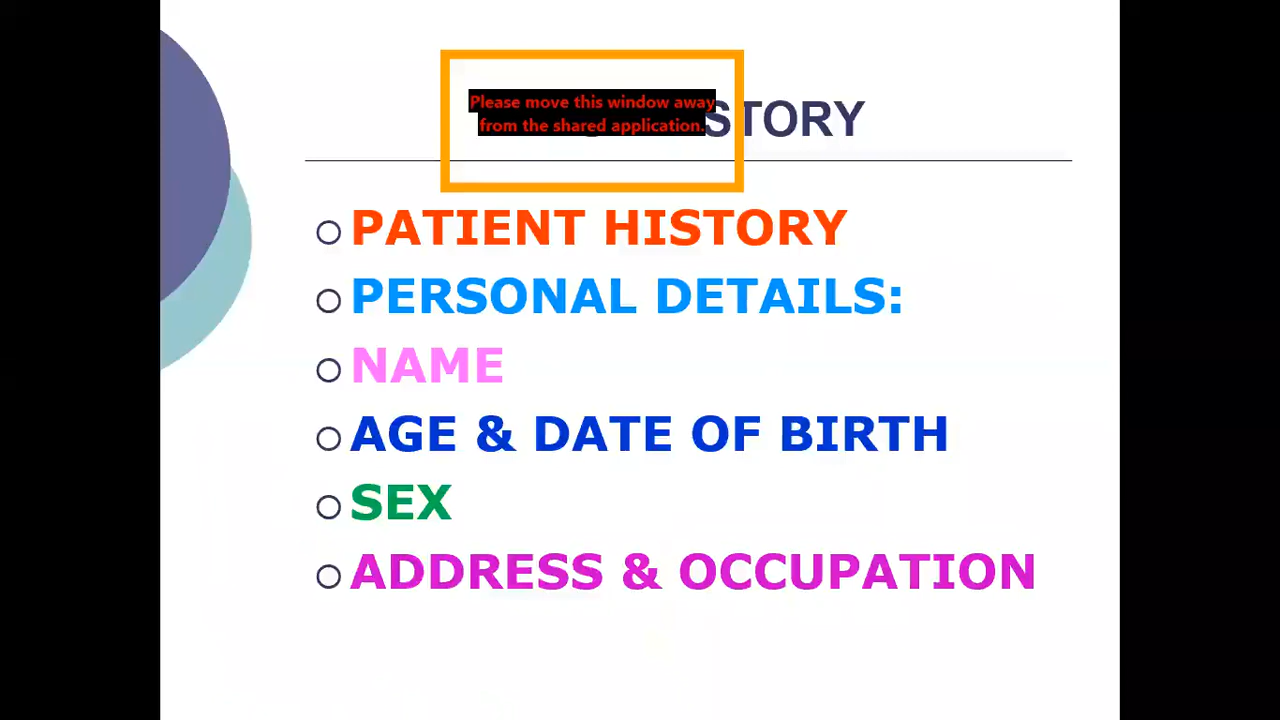 Please move this window away
from the shared application.
STORY
PATIENT HISTORY
PERSONAL DETAILS:
NAME
AGE & DATE OF BIRTH
SEX
ADDRESS & OCCUPATION